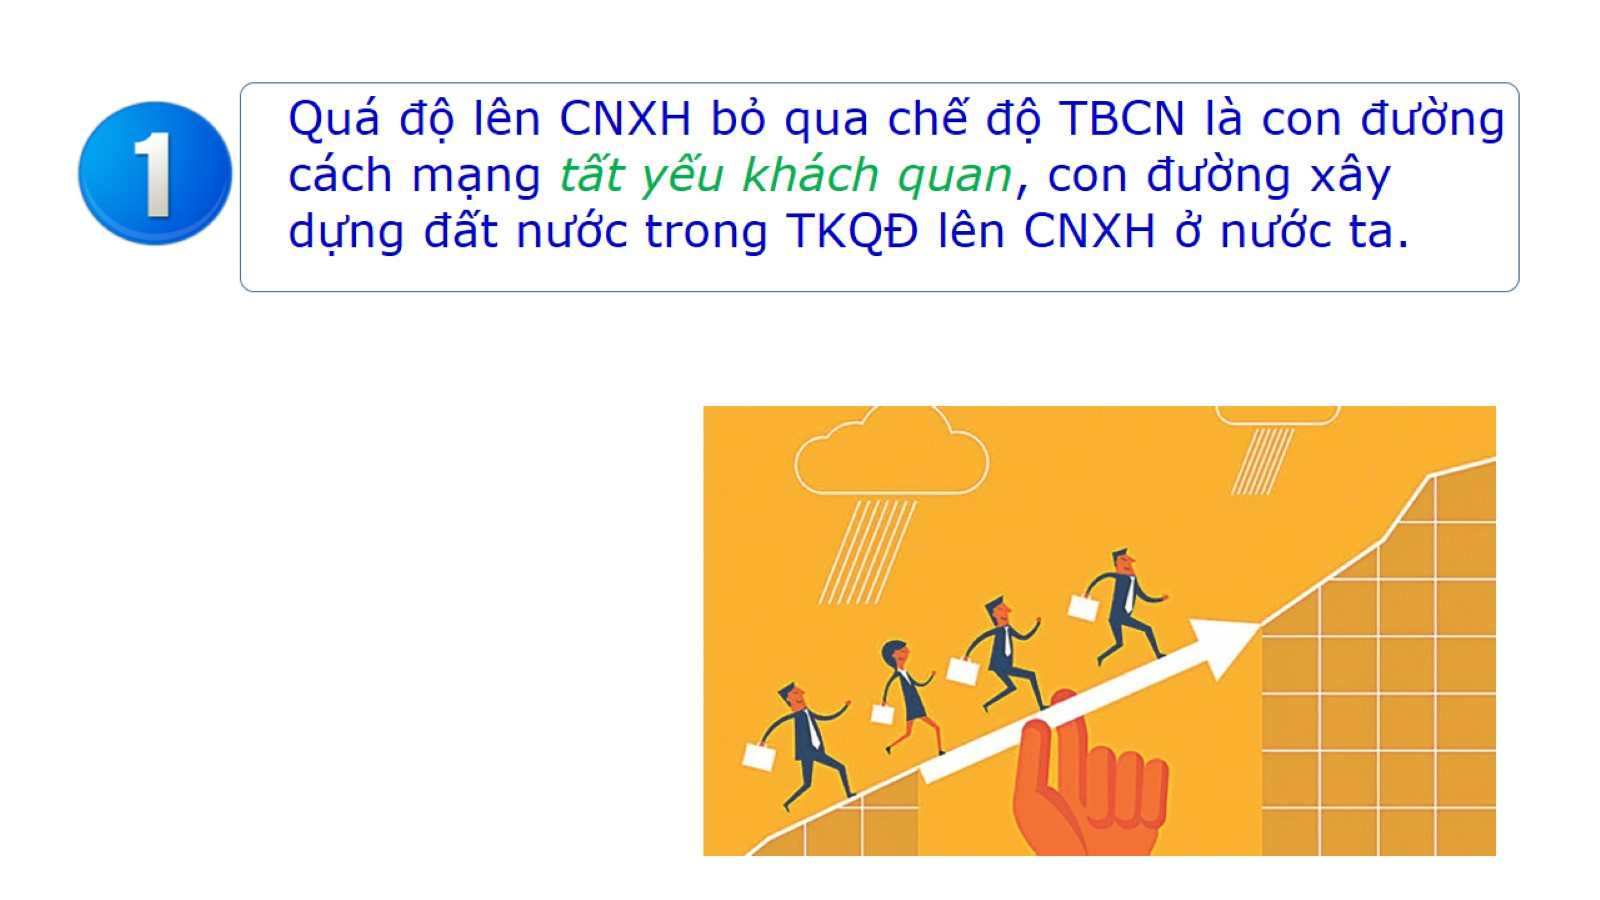 1
Quá độ lên CNXH bỏ qua chế độ TBCN là con đường
cách mạng tất yếu khách quan, con đường xây
dựng đất nước trong TKQĐ lên CNXH ở nước ta.